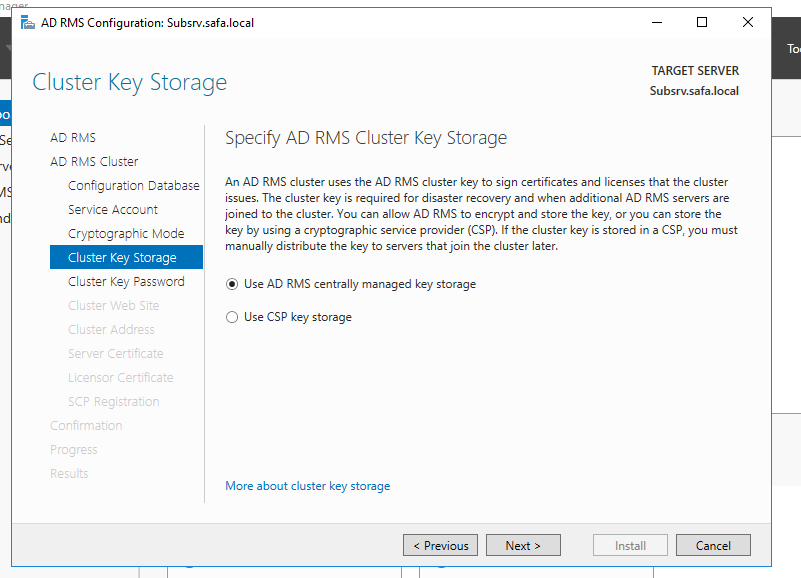 AD RMS Configuration: Subsrv.safa.local
Cluster Key Storage
TARGET SERVER
Subsrv.safa.local
AD RMS
AD RMS Cluster
Configuration Database
Service Account
Cryptographic Mode
Cluster Key Storage
Cluster Key Password
Cluster Web Site
Cluster Address
Server Certificate
Licensor Certificate
SCP Registration
Confirmation
Progress
Results
Specify AD RMS Cluster Key Storage
An AD RMS cluster uses the AD RMS cluster key to sign certificates and licenses that the cluster
issues. The cluster key is required for disaster recovery and when additional AD RMS servers are
joined to the cluster. You can allow AD RMS to encrypt and store the key, or you can store the
key by using a cryptographic service provider (CSP). If the cluster key is stored in a CSP, you must
manually distribute the key to servers that join the cluster later.
Use AD RMS centrally managed key storage
Use CSP key storage
More about cluster key storage
< Previous
Next >
Install
Cancel